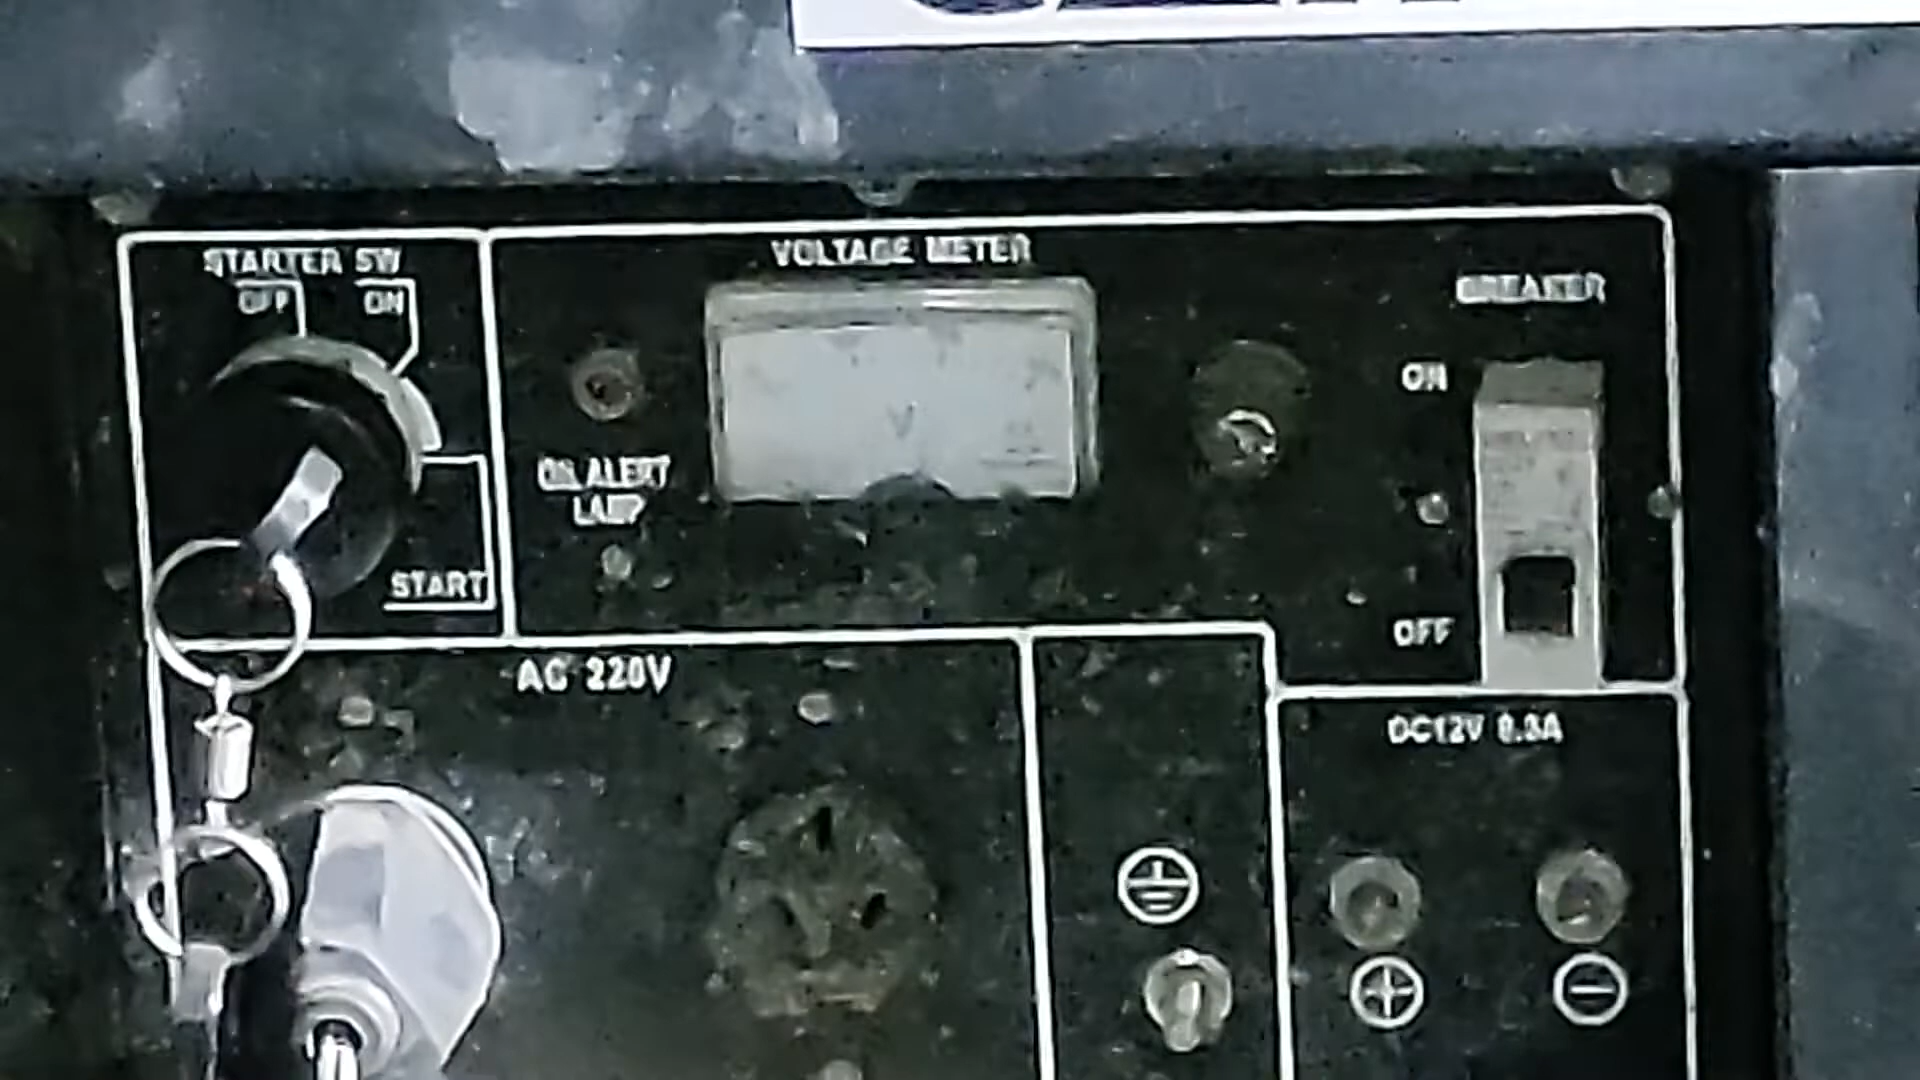 STARTER SW
OFF ON
START
VOLTAGE METER
OIL ALERT
LAMP
V
BREAKER
ON
OFF
AC 220V
DC12V 8.3A